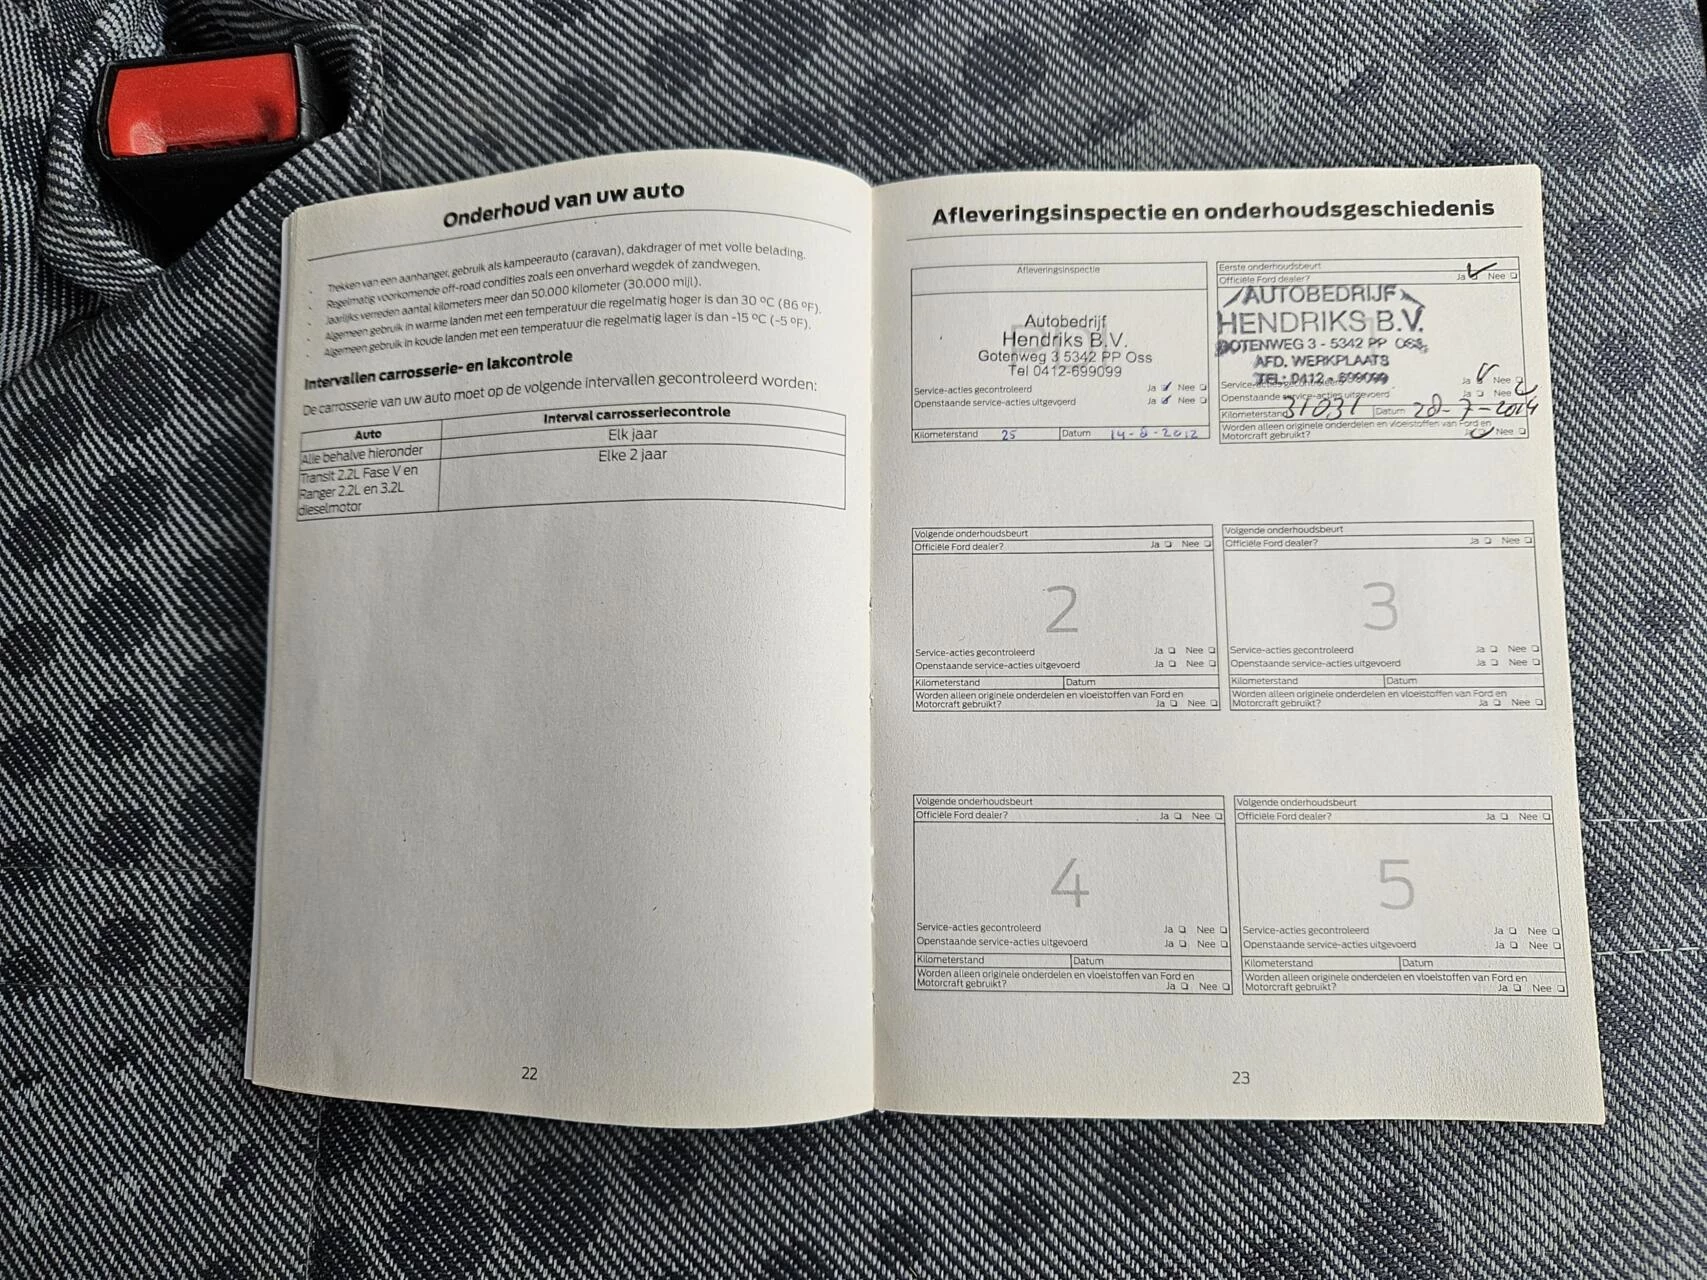 Onderhoud van uw auto
Trekken van een aanhanger, gebruik als kampeerauto (caravan), dakdrager of met volle belading.
Regelmatig voorkomende off-road condities zoals een onverhard wegdek of zandwegen.
Jaarlijks verreden aantal kilometers meer dan 50.000 kilometer (30.000 mijl).
Algemeen gebruik in warme landen met een temperatuur die regelmatig hoger is dan 30 ºC (86 ºF).
Algemeen gebruik in koude landen met een temperatuur die regelmatig lager is dan -15 ºC (-5 ºF).
Intervallen carrosserie- en lakcontrole
De carrosserie van uw auto moet op de volgende intervallen gecontroleerd worden:
Auto
Interval carrosseriecontrole
Alle behalve hieronder
Elk jaar
Transit 2.2L Fase V en
Ranger 2.2L en 3.2L
dieselmotor
Elke 2 jaar
22
Afleveringsinspectie en onderhoudsgeschiedenis
Afleveringsinspectie
Autobedrijf
Hendriks B.V.
Gotenweg 3 5342 PP Oss
Tel 0412-699099
Service-acties gecontroleerd Ja Nee
Openstaande service-acties uitgevoerd Ja Nee
Kilometerstand 25 Datum 14-8-2012
Eerste onderhoudsbeurt
Officiële Ford dealer? Ja Nee
AUTOBEDRIJF
HENDRIKS B.V.
GOTENWEG 3 - 5342 PP OSS
AFD. WERKPLAATS
TEL: 0412 - 699099
Service-acties gecontroleerd Ja Nee
Openstaande service-acties uitgevoerd Ja Nee
Kilometerstand 31031 Datum 28-7-2014
Worden alleen originele onderdelen en vloeistoffen van Ford en
Motorcraft gebruikt? Ja Nee
Volgende onderhoudsbeurt
Officiële Ford dealer? Ja Nee
2
Service-acties gecontroleerd Ja Nee
Openstaande service-acties uitgevoerd Ja Nee
Kilometerstand Datum
Worden alleen originele onderdelen en vloeistoffen van Ford en
Motorcraft gebruikt? Ja Nee
Volgende onderhoudsbeurt
Officiële Ford dealer? Ja Nee
3
Service-acties gecontroleerd Ja Nee
Openstaande service-acties uitgevoerd Ja Nee
Kilometerstand Datum
Worden alleen originele onderdelen en vloeistoffen van Ford en
Motorcraft gebruikt? Ja Nee
Volgende onderhoudsbeurt
Officiële Ford dealer? Ja Nee
4
Service-acties gecontroleerd Ja Nee
Openstaande service-acties uitgevoerd Ja Nee
Kilometerstand Datum
Worden alleen originele onderdelen en vloeistoffen van Ford en
Motorcraft gebruikt? Ja Nee
Volgende onderhoudsbeurt
Officiële Ford dealer? Ja Nee
5
Service-acties gecontroleerd Ja Nee
Openstaande service-acties uitgevoerd Ja Nee
Kilometerstand Datum
Worden alleen originele onderdelen en vloeistoffen van Ford en
Motorcraft gebruikt? Ja Nee
23